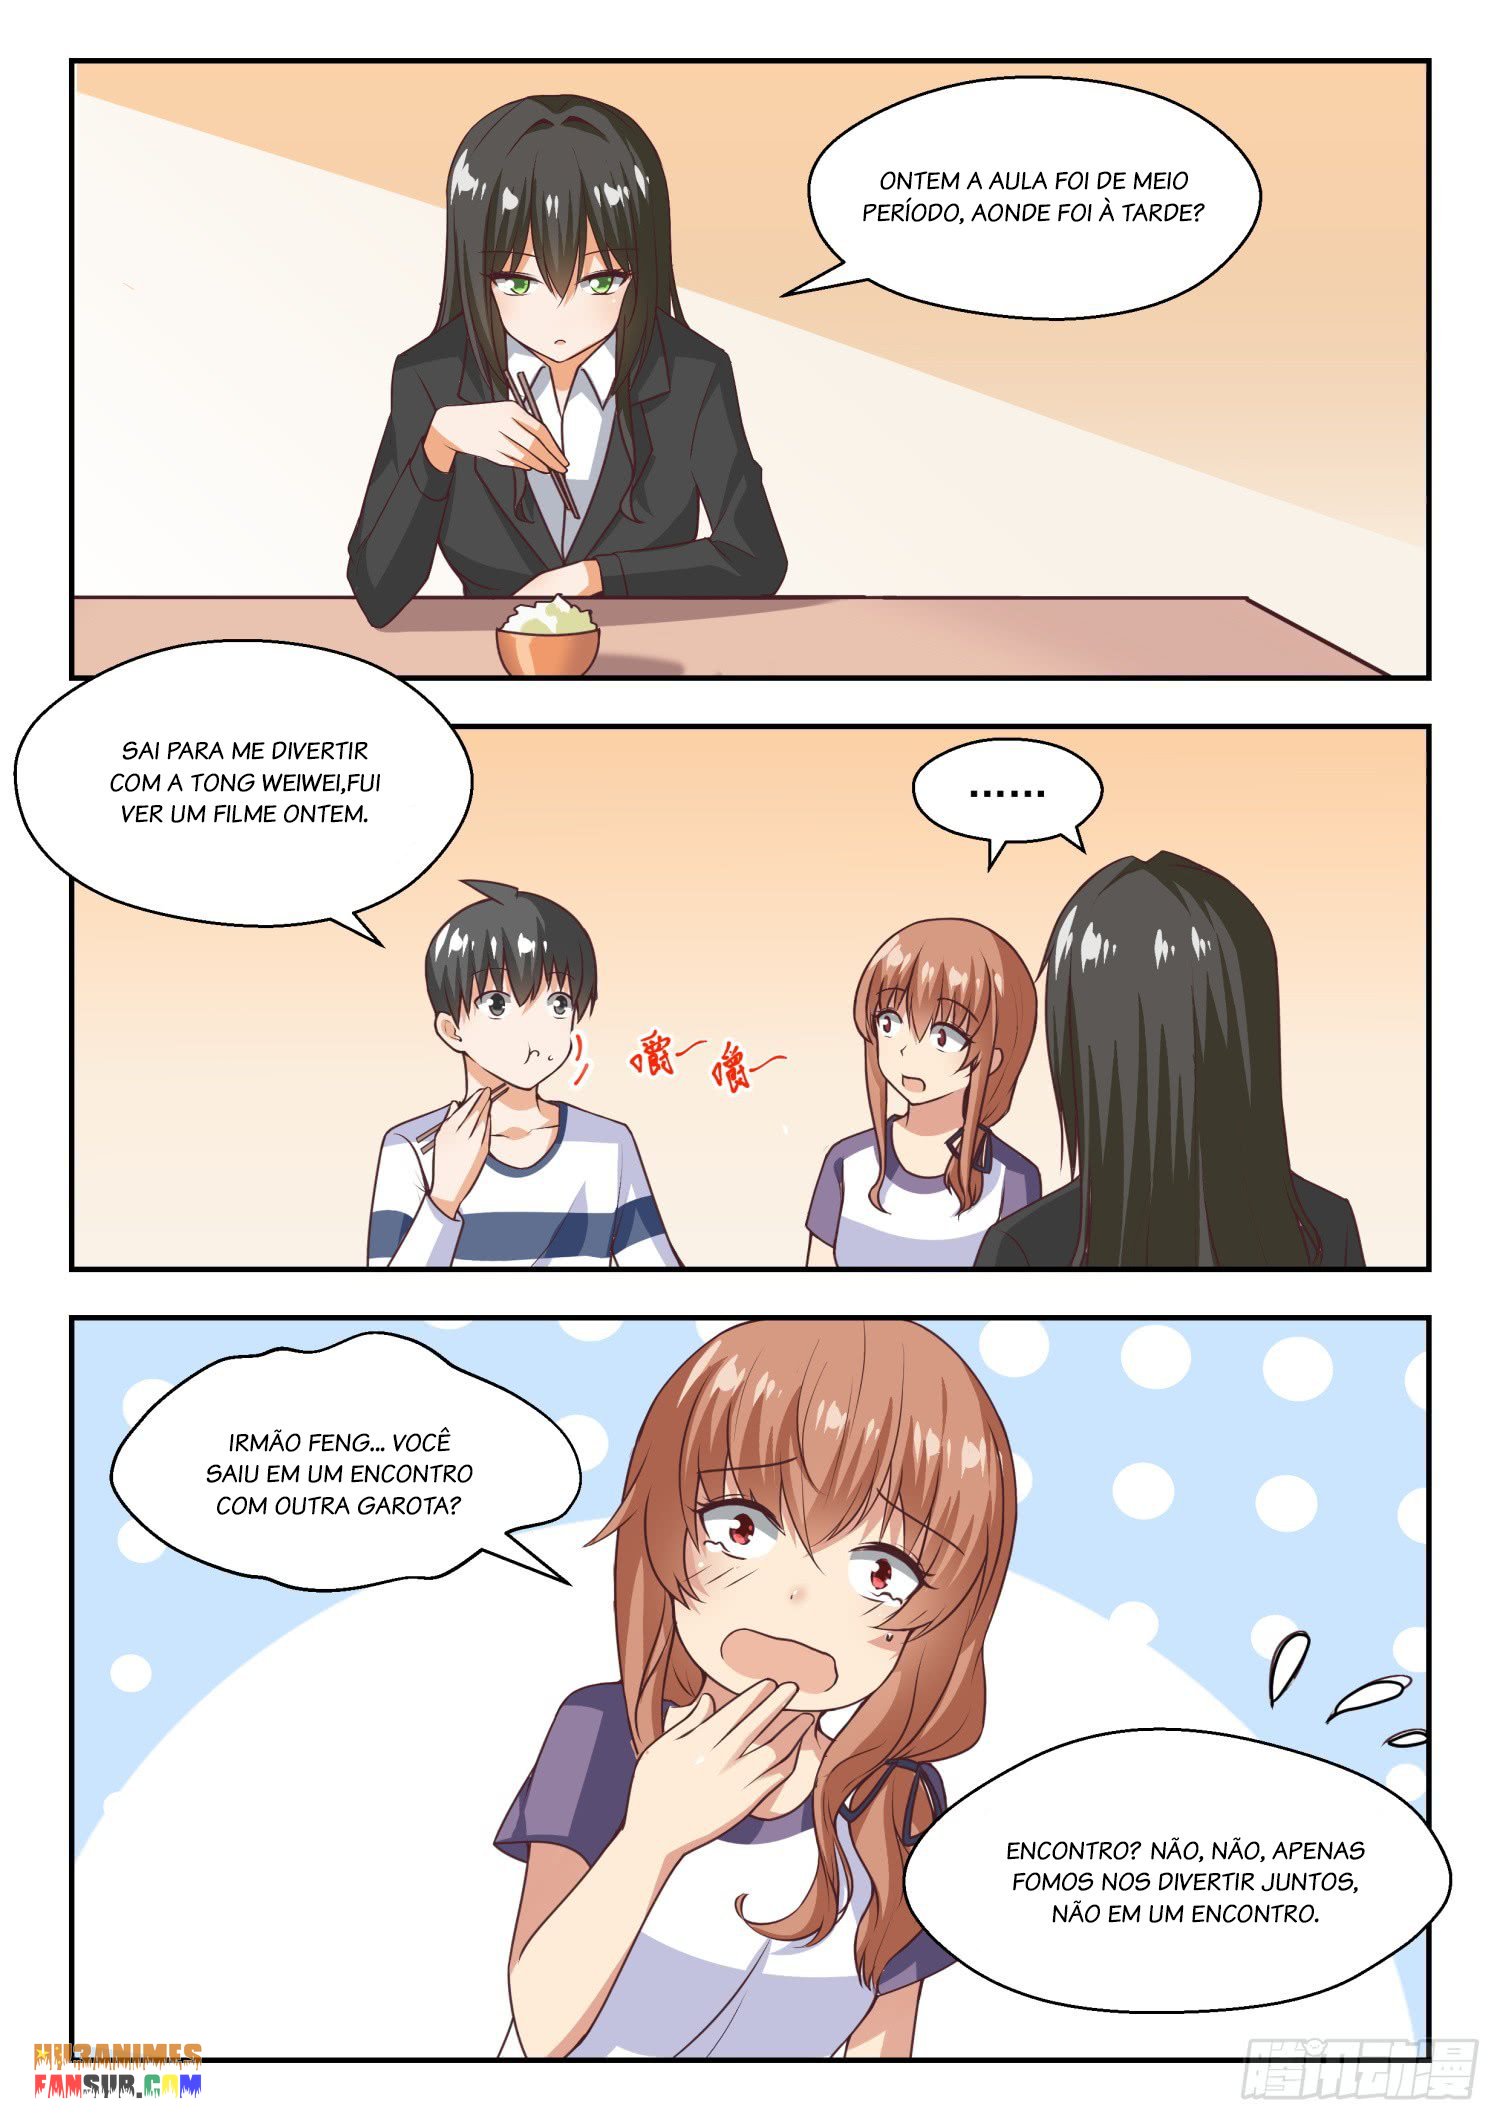 ONTEM A AULA FOI DE MEIO
PERÍODO, AONDE FOI À TARDE?
SAI PARA ME DIVERTIR
COM A TONG WEIWEI,FUI
VER UM FILME ONTEM.
......
嚼~
嚼~
IRMÃO FENG... VOCÊ
SAIU EM UM ENCONTRO
COM OUTRA GAROTA?
ENCONTRO? NÃO, NÃO, APENAS
FOMOS NOS DIVERTIR JUNTOS,
NÃO EM UM ENCONTRO.
FANSUR.COM
腾讯动漫